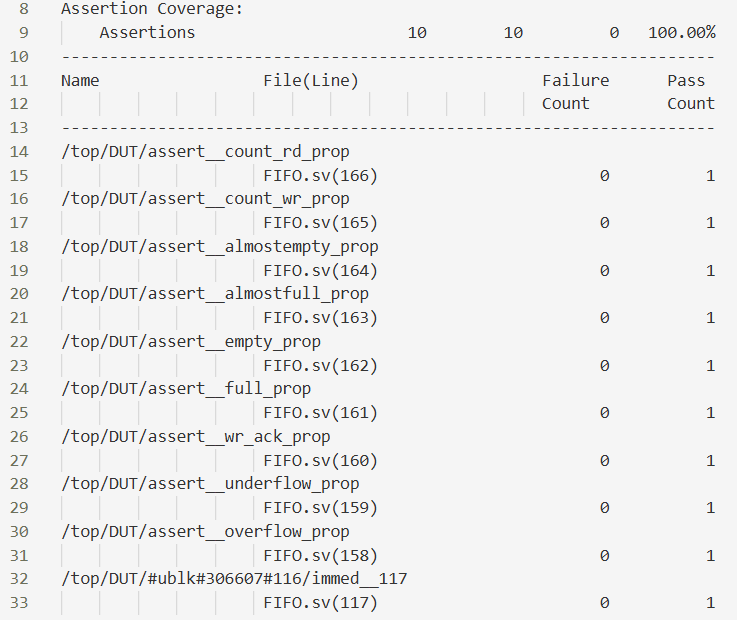 8 Assertion Coverage:
9 Assertions 10 10 0 100.00%
10 --------------------------------------------------------------------
11 Name File(Line) Failure Pass
12 Count Count
13 --------------------------------------------------------------------
14 /top/DUT/assert__count_rd_prop
15 FIFO.sv(166) 0 1
16 /top/DUT/assert__count_wr_prop
17 FIFO.sv(165) 0 1
18 /top/DUT/assert__almostempty_prop
19 FIFO.sv(164) 0 1
20 /top/DUT/assert__almostfull_prop
21 FIFO.sv(163) 0 1
22 /top/DUT/assert__empty_prop
23 FIFO.sv(162) 0 1
24 /top/DUT/assert__full_prop
25 FIFO.sv(161) 0 1
26 /top/DUT/assert__wr_ack_prop
27 FIFO.sv(160) 0 1
28 /top/DUT/assert__underflow_prop
29 FIFO.sv(159) 0 1
30 /top/DUT/assert__overflow_prop
31 FIFO.sv(158) 0 1
32 /top/DUT/#ublk#306607#116/immed__117
33 FIFO.sv(117) 0 1